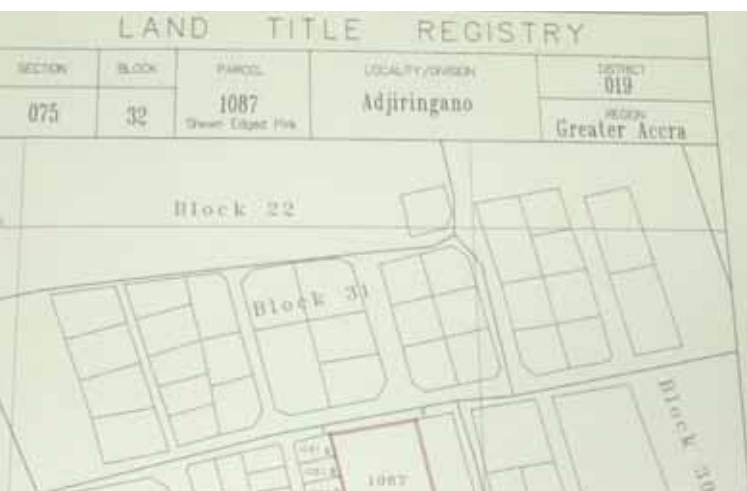 LAND TITLE REGISTRY
SECTION BLOCK PARCEL LOCALITY/DIVISION DISTRICT
019
075 32 1087 Adjiringano
Shown Edged Pink
REGION
Greater Accra
Block 22
Block 31
Block 30
1087